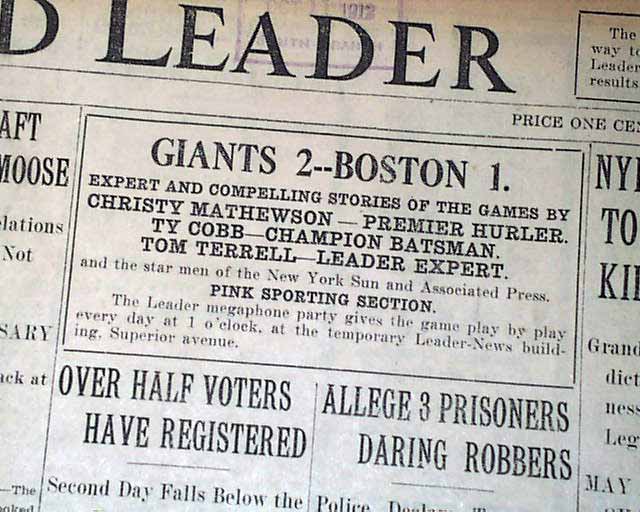 D LEADER
1912
The
way to
Leader
results
PRICE ONE CEN
AFT
MOOSE
elations
Not
SARY
ack at
—The
GIANTS 2--BOSTON 1.
EXPERT AND COMPELLING STORIES OF THE GAMES BY
CHRISTY MATHEWSON—PREMIER HURLER.
TY COBB—CHAMPION BATSMAN.
TOM TERRELL—LEADER EXPERT.
and the star men of the New York Sun and Associated Press.
PINK SPORTING SECTION.
The Leader megaphone party gives the game play by play
every day at 1 o'clock, at the temporary Leader-News build-
ing, Superior avenue.
OVER HALF VOTERS
HAVE REGISTERED
Second Day Falls Below the
ALLEGE 3 PRISONERS
DARING ROBBERS
Police
TO
Grand
dict
ness
Leg
MAY